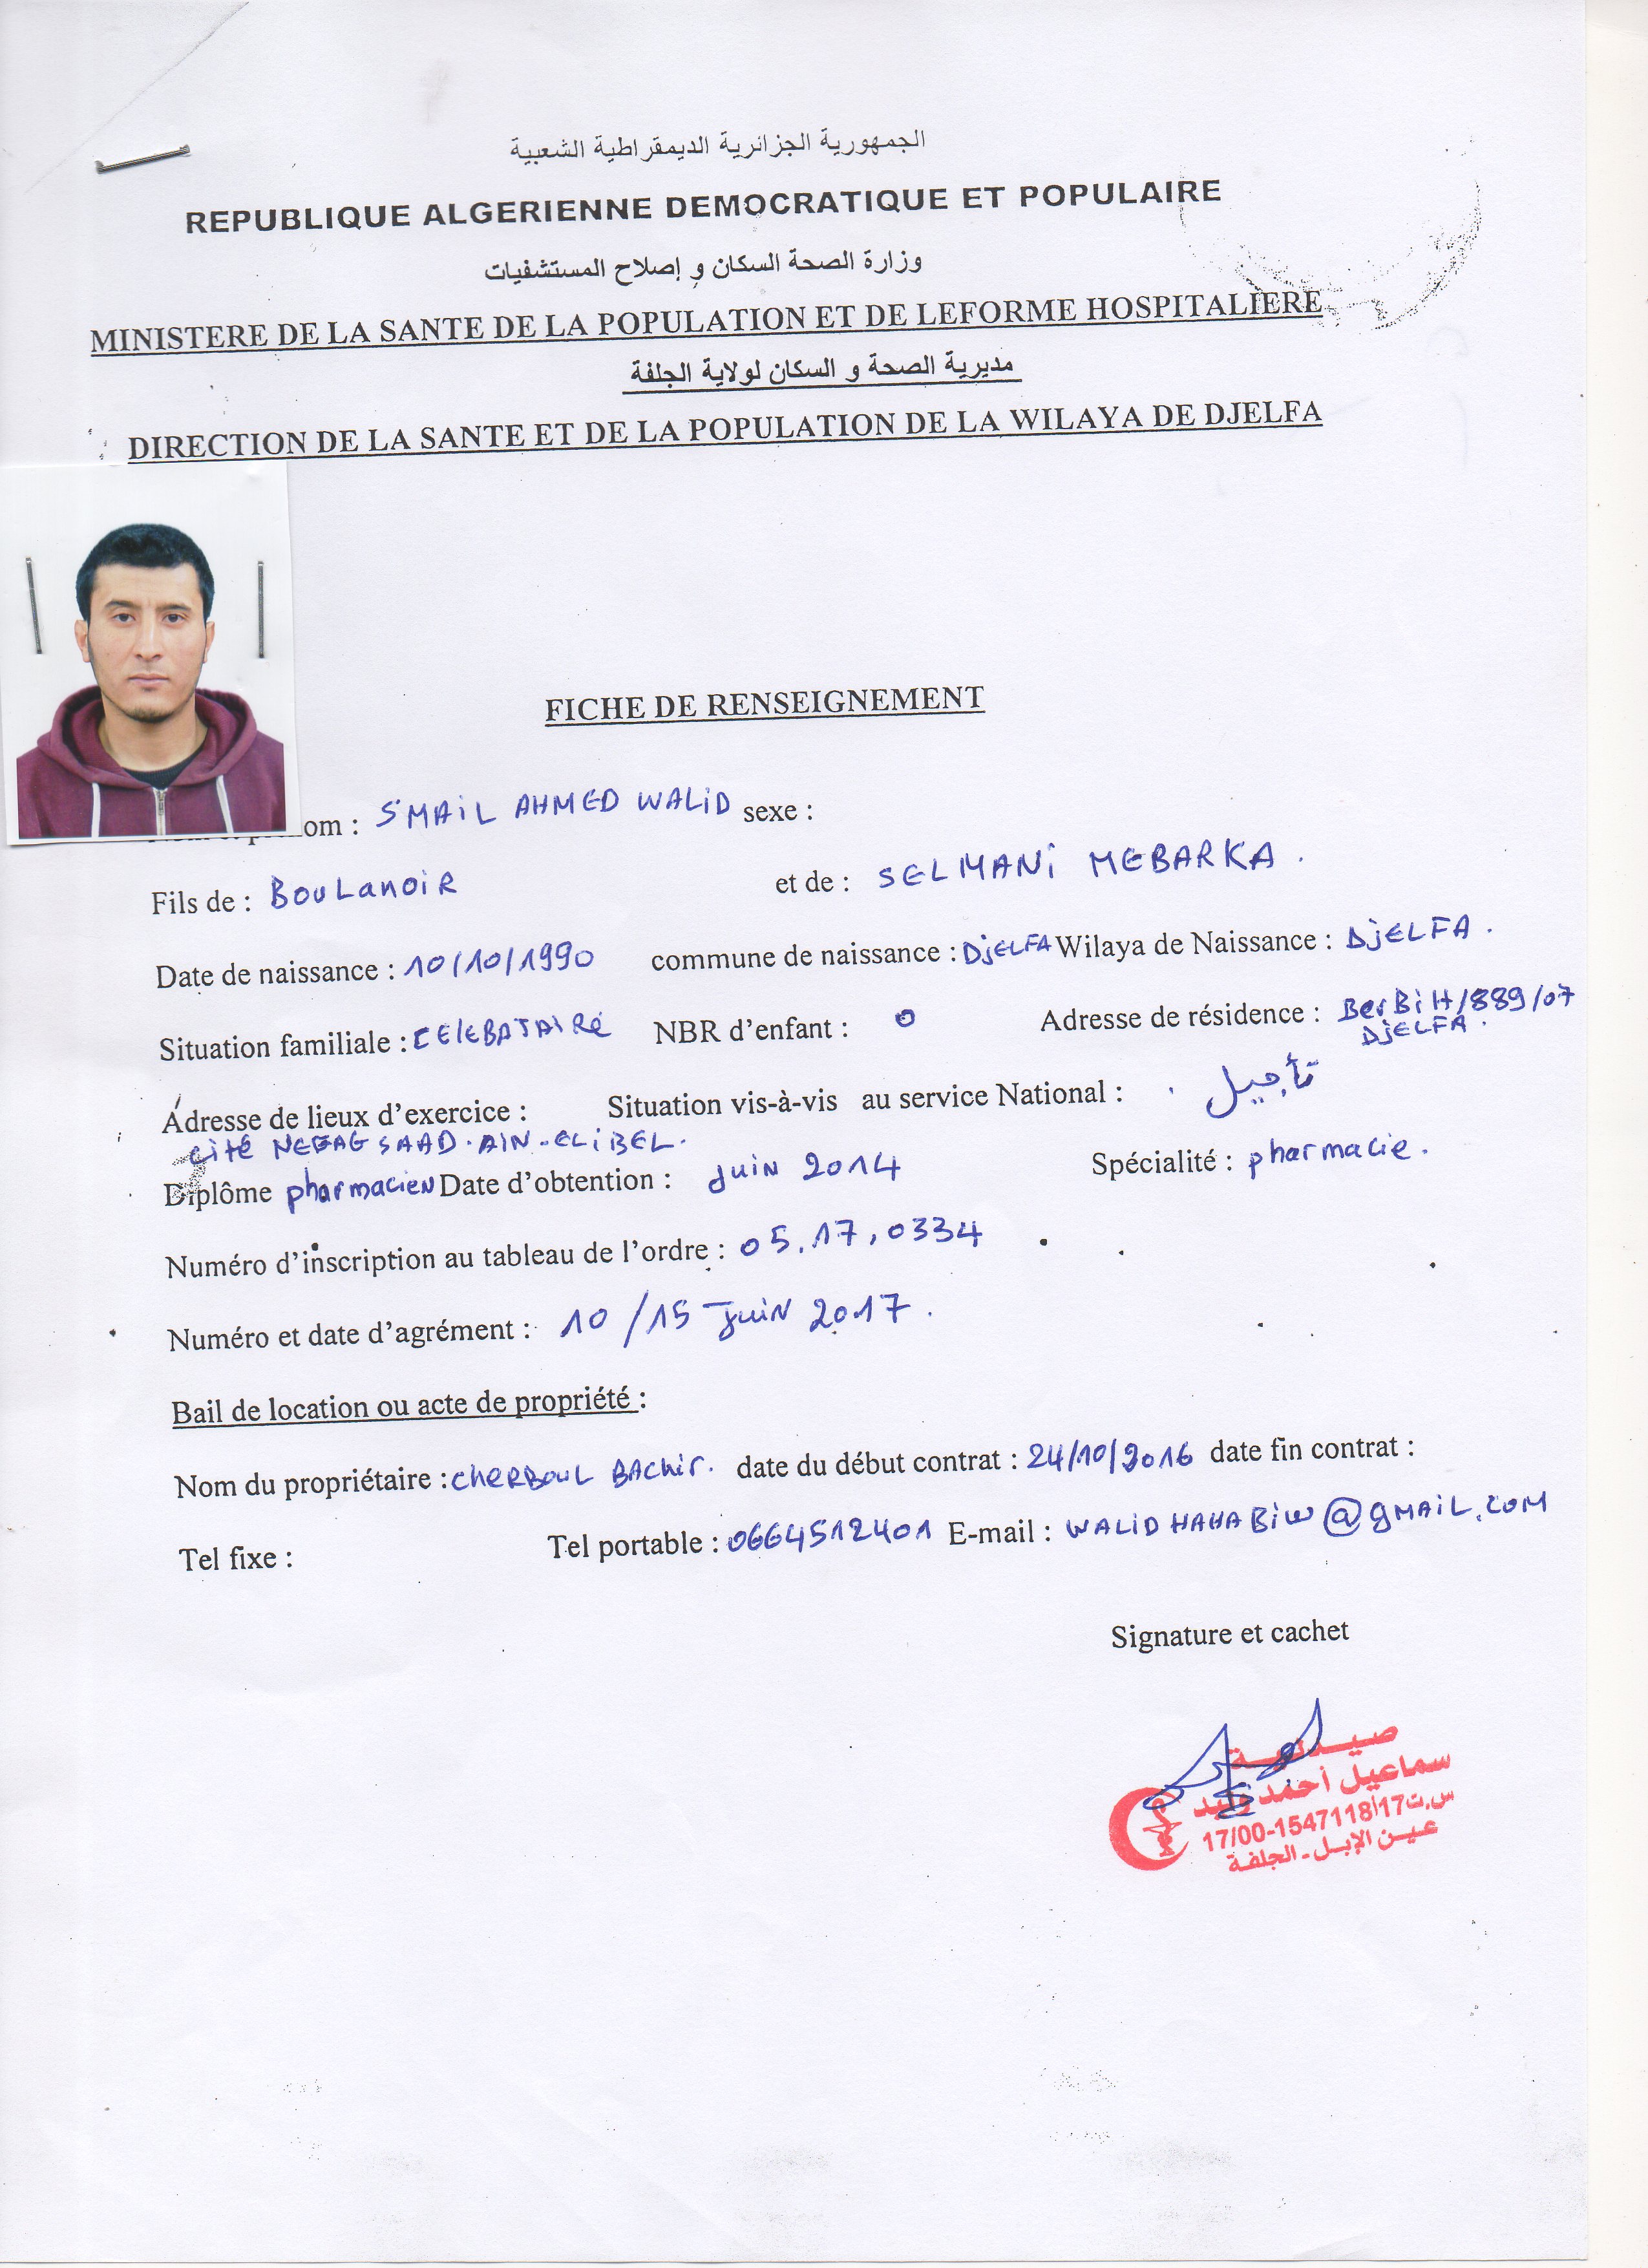 الجمهورية الجزائرية الديمقراطية الشعبية
REPUBLIQUE ALGERIENNE DEMOCRATIQUE ET POPULAIRE
وزارة الصحة السكان و إصلاح المستشفيات
MINISTERE DE LA SANTE DE LA POPULATION ET DE LEFORME HOSPITALIERE
مديرية الصحة و السكان لولاية الجلفة
DIRECTION DE LA SANTE ET DE LA POPULATION DE LA WILAYA DE DJELFA
FICHE DE RENSEIGNEMENT
om : S'MAIL AHMED WALID sexe :
Fils de : BouLanoiR et de : SELMANI MEBARKA .
Date de naissance : 10/10/1990 commune de naissance : DjELFA Wilaya de Naissance : DjELFA .
Situation familiale : CELEBATAIRE NBR d'enfant : 0 Adresse de résidence : BerBiH/889/07
DjELFA .
Adresse de lieux d'exercice : Situation vis-à-vis au service National : تأجيل
cité SAAD . AIN - ELiBEL .
Diplôme pharmacien Date d'obtention : juin 2014 Spécialité : pharmacie .
Numéro d'inscription au tableau de l'ordre : 05.17.0334
Numéro et date d'agrément : 10 /15 Juin 2017 .
Bail de location ou acte de propriété :
Nom du propriétaire : CheRBouL BAChir . date du début contrat : 24/10/2016 date fin contrat :
Tel fixe : Tel portable : 0664512401 E-mail : WALIDHAHABiW@gMAiL.COM
Signature et cachet
صيدلية
سماعيل أحمد وليد
س.ت17ا1547118-17/00
عين الإبل - الجلفة